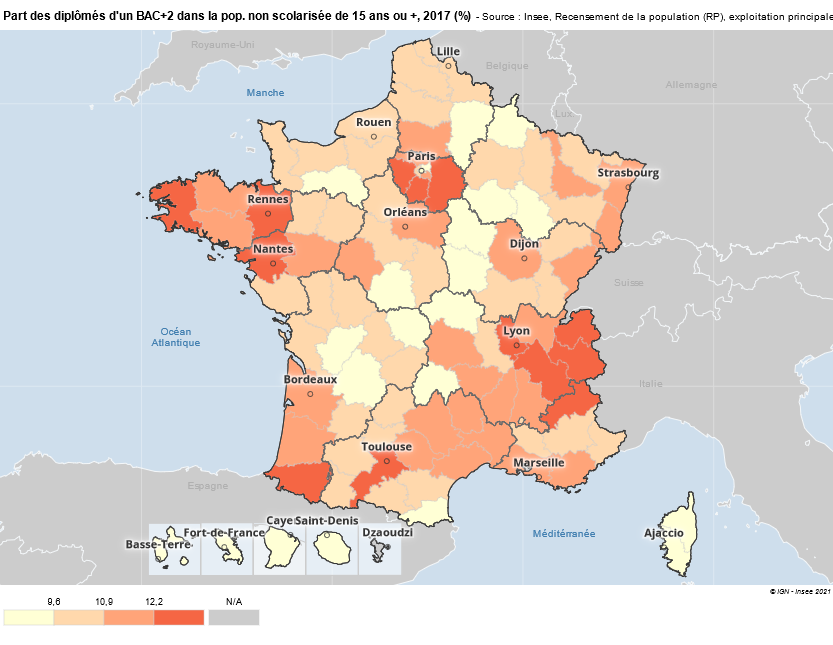 Part des diplômés d'un BAC+2 dans la pop. non scolarisée de 15 ans ou +, 2017 (%) - Source : Insee, Recensement de la population (RP), exploitation principale
Royaume-Uni
Lille
Belgique
Allemagne
Manche
Lux
Rouen
Paris
Strasbourg
Rennes
Orléans
Nantes
Dijon
Suisse
Océan
Atlantique
Lyon
Bordeaux
Italie
Toulouse
Marseille
Espagne
Basse-Terre
Fort-de-France
Caye
Saint-Denis
Dzaoudzi
Méditérranée
Ajaccio
© IGN - Insee 2021
9,6 10,9 12,2 N/A